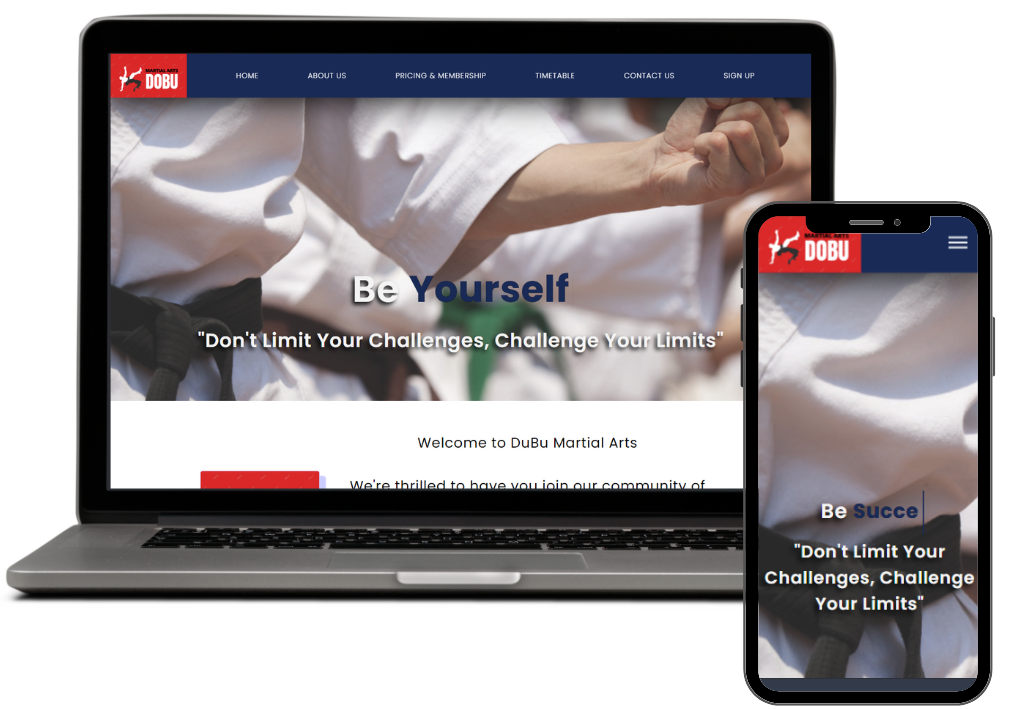 MARTIAL ARTS
DOBU
HOME
ABOUT US
PRICING & MEMBERSHIP
TIMETABLE
CONTACT US
SIGN UP
Be Yourself
"Don't Limit Your Challenges, Challenge Your Limits"
Welcome to DuBu Martial Arts
We're thrilled to have you join our community of
MARTIAL ARTS
DOBU
Be Succe
"Don't Limit Your
Challenges, Challenge
Your Limits"